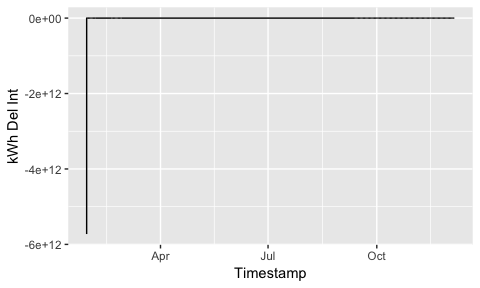 0e+00
-2e+12
-4e+12
-6e+12
kWh Del Int
Apr
Jul
Oct
Timestamp